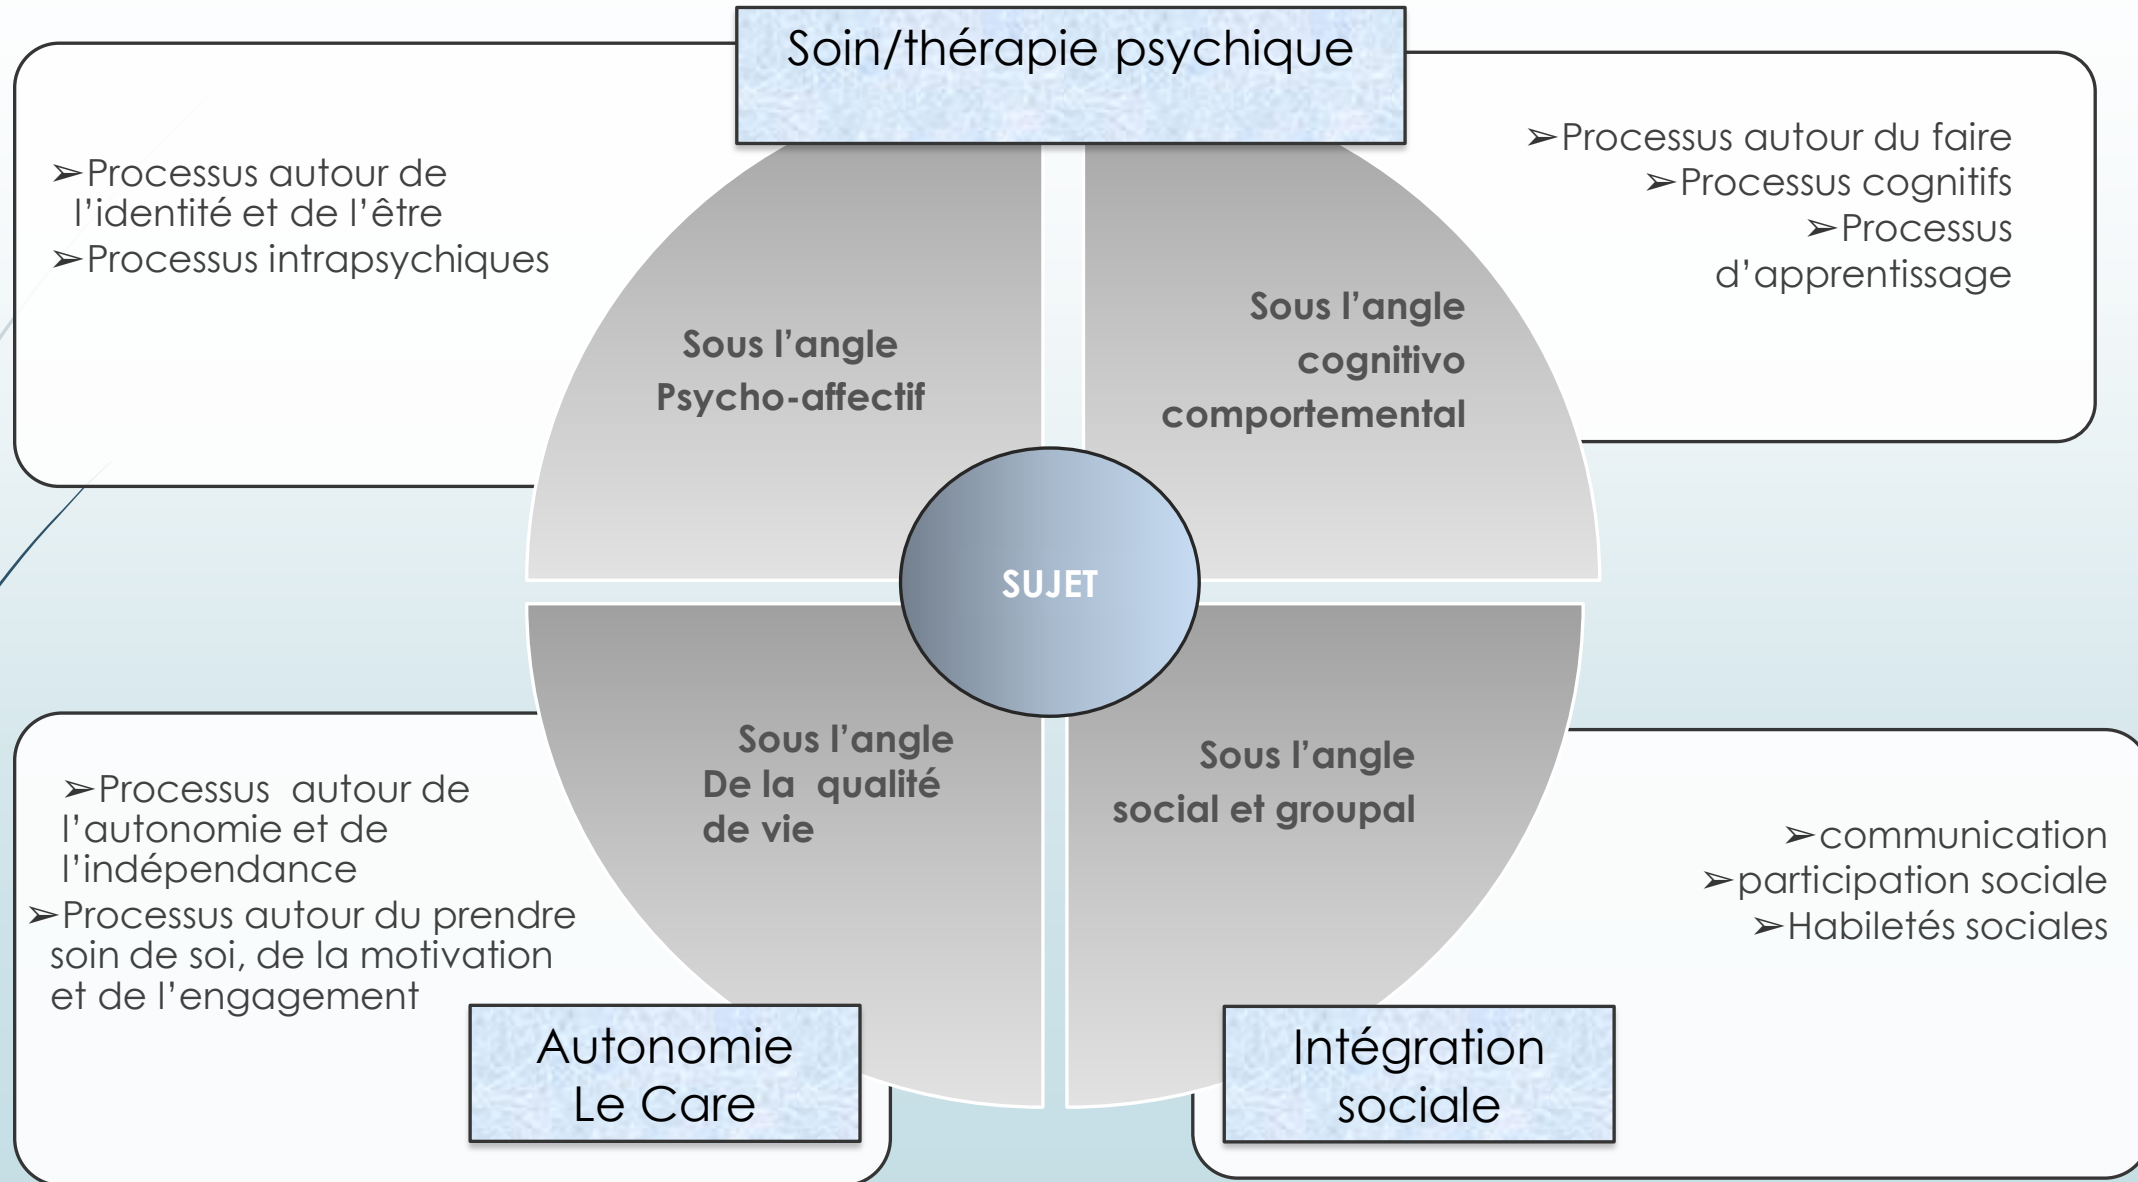 Soin/thérapie psychique
➢Processus autour de
l’identité et de l’être
➢Processus intrapsychiques
➢Processus autour du faire
➢Processus cognitifs
➢Processus
d’apprentissage
Sous l’angle
Psycho-affectif
Sous l’angle
cognitivo
comportemental
SUJET
Sous l’angle
De la  qualité
de vie
Sous l’angle
social et groupal
➢Processus  autour de
l’autonomie et de
l’indépendance
➢Processus autour du prendre
soin de soi, de la motivation
et de l’engagement
➢communication
➢participation sociale
➢Habiletés sociales
Autonomie
Le Care
Intégration
sociale